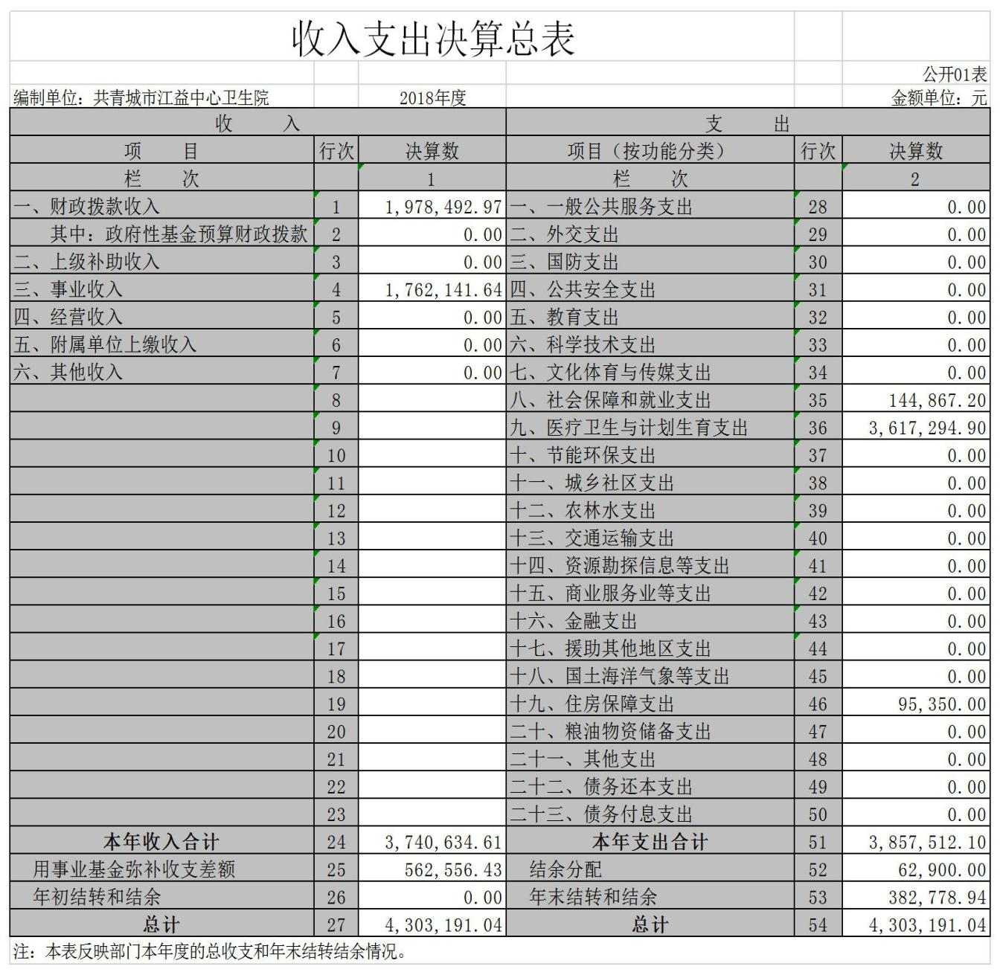 收入支出决算总表
公开01表
编制单位：共青城市江益中心卫生院 2018年度 金额单位：元
收 入 支 出
项 目 行次 决算数 项目（按功能分类） 行次 决算数
栏 次 1 栏 次 2
一、财政拨款收入 1 1,978,492.97 一、一般公共服务支出 28 0.00
其中：政府性基金预算财政拨款 2 0.00 二、外交支出 29 0.00
二、上级补助收入 3 0.00 三、国防支出 30 0.00
三、事业收入 4 1,762,141.64 四、公共安全支出 31 0.00
四、经营收入 5 0.00 五、教育支出 32 0.00
五、附属单位上缴收入 6 0.00 六、科学技术支出 33 0.00
六、其他收入 7 0.00 七、文化体育与传媒支出 34 0.00
8 八、社会保障和就业支出 35 144,867.20
9 九、医疗卫生与计划生育支出 36 3,617,294.90
10 十、节能环保支出 37 0.00
11 十一、城乡社区支出 38 0.00
12 十二、农林水支出 39 0.00
13 十三、交通运输支出 40 0.00
14 十四、资源勘探信息等支出 41 0.00
15 十五、商业服务业等支出 42 0.00
16 十六、金融支出 43 0.00
17 十七、援助其他地区支出 44 0.00
18 十八、国土海洋气象等支出 45 0.00
19 十九、住房保障支出 46 95,350.00
20 二十、粮油物资储备支出 47 0.00
21 二十一、其他支出 48 0.00
22 二十二、债务还本支出 49 0.00
23 二十三、债务付息支出 50 0.00
本年收入合计 24 3,740,634.61 本年支出合计 51 3,857,512.10
用事业基金弥补收支差额 25 562,556.43 结余分配 52 62,900.00
年初结转和结余 26 0.00 年末结转和结余 53 382,778.94
总计 27 4,303,191.04 总计 54 4,303,191.04
注：本表反映部门本年度的总收支和年末结转结余情况。